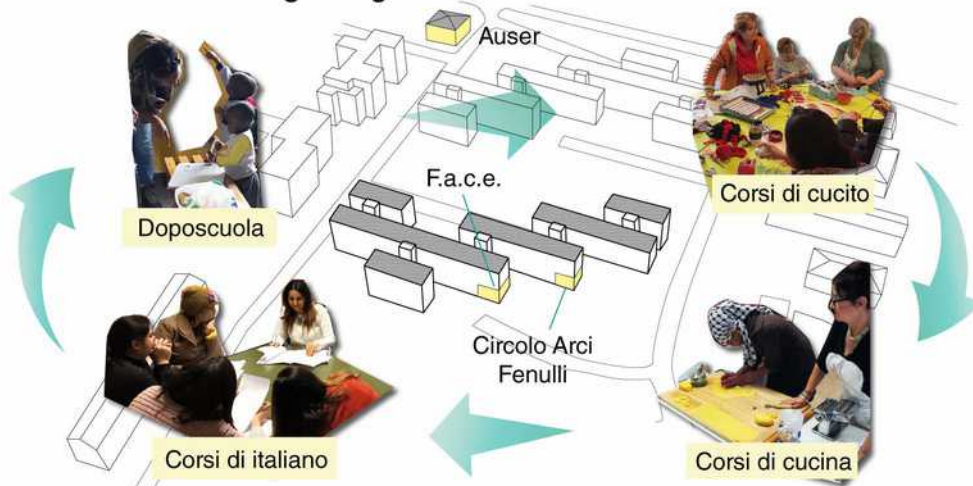 Auser
F.a.c.e.
Corsi di cucito
Doposcuola
Circolo Arci
Fenulli
Corsi di italiano
Corsi di cucina